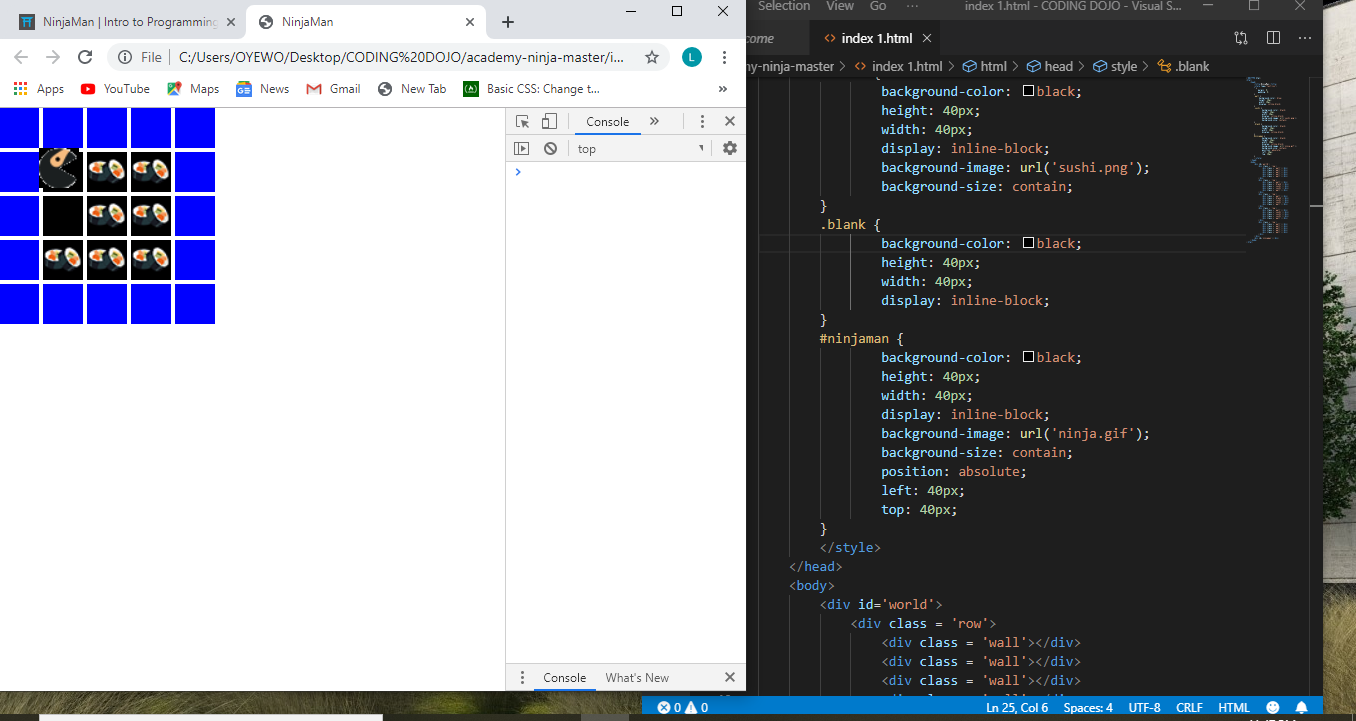 NinjaMan | Intro to Programming
NinjaMan
File
C:/Users/OYEWO/Desktop/CODING%20DOJO/academy-ninja-master/i...
L
Apps
YouTube
Maps
News
Gmail
New Tab
Basic CSS: Change t...
»
Console
»
top
>
Console
What's New
Selection View Go ···
index 1.html - CODING DOJO - Visual S...
come
<> index 1.html
ny-ninja-master > <> index 1.html > html > head > style > .blank
background-color: black;
height: 40px;
width: 40px;
display: inline-block;
background-image: url('sushi.png');
background-size: contain;
}
.blank {
background-color: black;
height: 40px;
width: 40px;
display: inline-block;
}
#ninjaman {
background-color: black;
height: 40px;
width: 40px;
display: inline-block;
background-image: url('ninja.gif');
background-size: contain;
position: absolute;
left: 40px;
top: 40px;
}
</style>
</head>
<body>
<div id='world'>
<div class = 'row'>
<div class = 'wall'></div>
<div class = 'wall'></div>
<div class = 'wall'></div>
0 0
Ln 25, Col 6 Spaces: 4 UTF-8 CRLF HTML